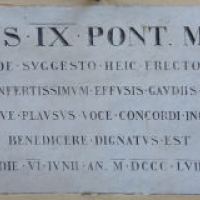 S · IX · PONT · M
DE · SVGGESTO · HEIC · ERECTO
NFERTISSIMVM · EFFVSIS · GAVDIIS
VE · PLAVSVS · VOCE · CONCORDI · IN
BENEDICERE · DIGNATVS · EST
DIE · VI · IVNII · AN · M · DCCC · LVII